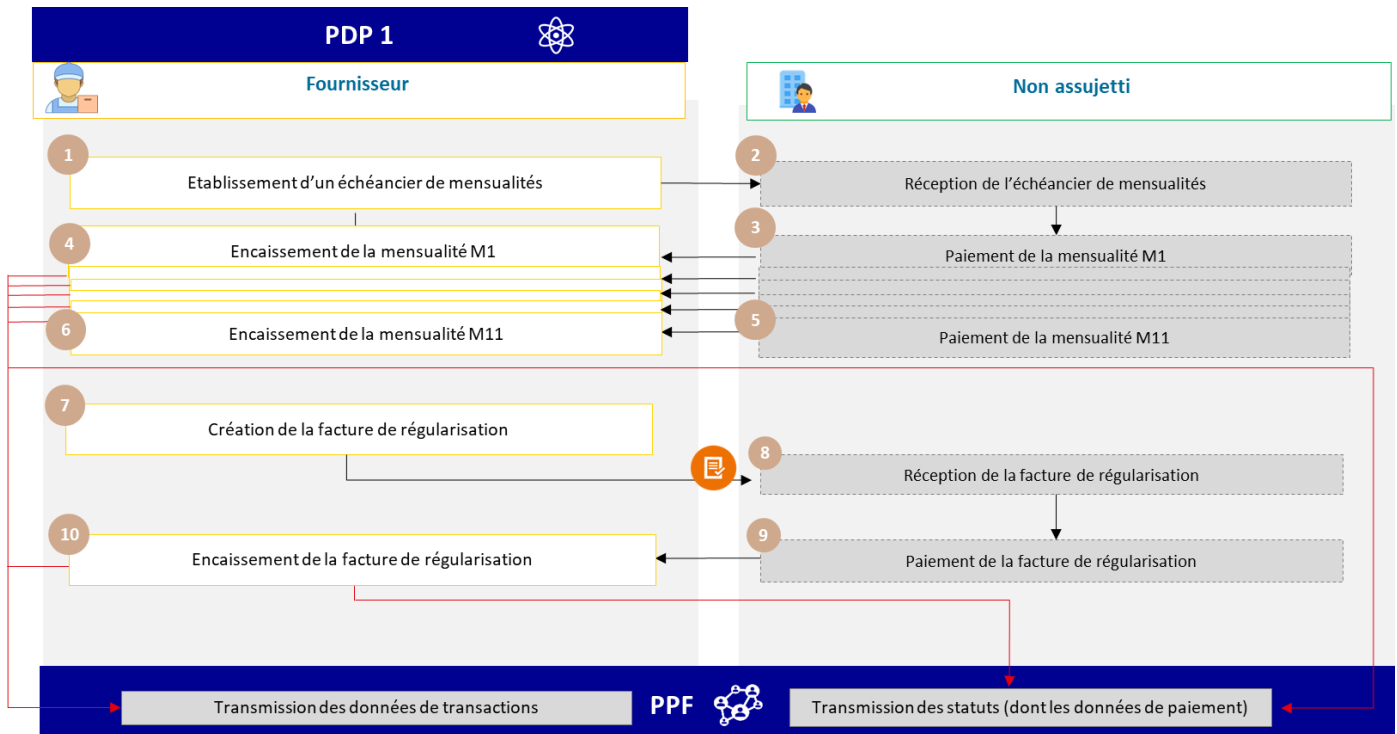 PDP 1
Fournisseur
Non assujetti
1
Etablissement d’un échéancier de mensualités
2
Réception de l’échéancier de mensualités
4
Encaissement de la mensualité M1
3
Paiement de la mensualité M1
6
Encaissement de la mensualité M11
5
Paiement de la mensualité M11
7
Création de la facture de régularisation
8
Réception de la facture de régularisation
10
Encaissement de la facture de régularisation
9
Paiement de la facture de régularisation
Transmission des données de transactions
PPF
Transmission des statuts (dont les données de paiement)